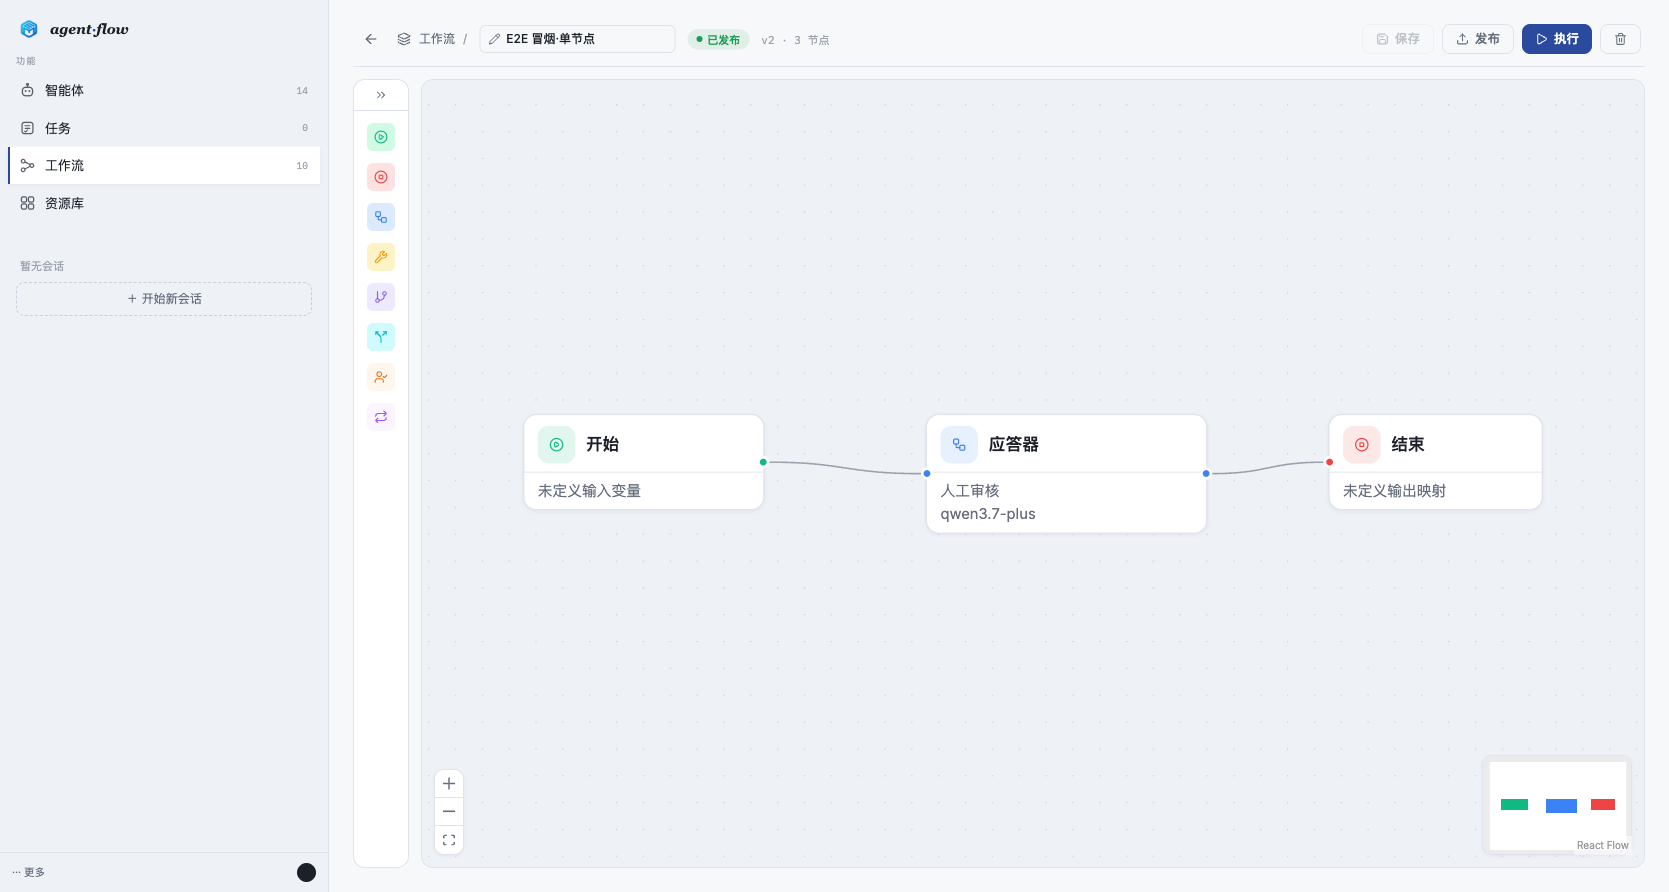 agent·flow
功能
智能体 14
任务 0
工作流 10
资源库
暂无会话
+ 开始新会话
··· 更多
工作流 / E2E 冒烟·单节点 已发布 v2 · 3 节点
保存 发布 执行
开始
未定义输入变量
应答器
人工审核
qwen3.7-plus
结束
未定义输出映射
React Flow